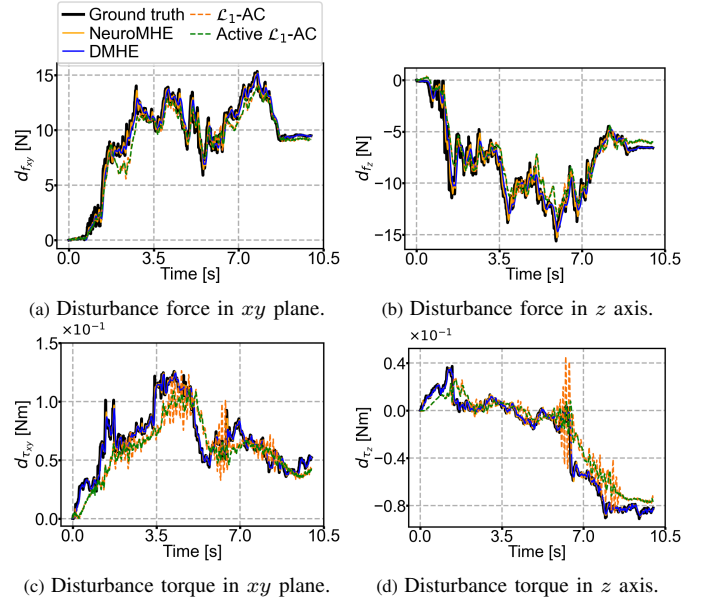 Ground truth
NeuroMHE
DMHE
ℒ₁-AC
Active ℒ₁-AC
d_{f_{xy}} [N]
15
10
5
0
0.0 3.5 7.0 10.5
Time [s]
(a) Disturbance force in xy plane.
d_{f_z} [N]
0
−5
−10
−15
0.0 3.5 7.0 10.5
Time [s]
(b) Disturbance force in z axis.
×10⁻¹
d_{τ_{xy}} [Nm]
1.5
1.0
0.5
0.0
0.0 3.5 7.0 10.5
Time [s]
(c) Disturbance torque in xy plane.
×10⁻¹
d_{τ_z} [Nm]
0.4
0.0
−0.4
−0.8
0.0 3.5 7.0 10.5
Time [s]
(d) Disturbance torque in z axis.